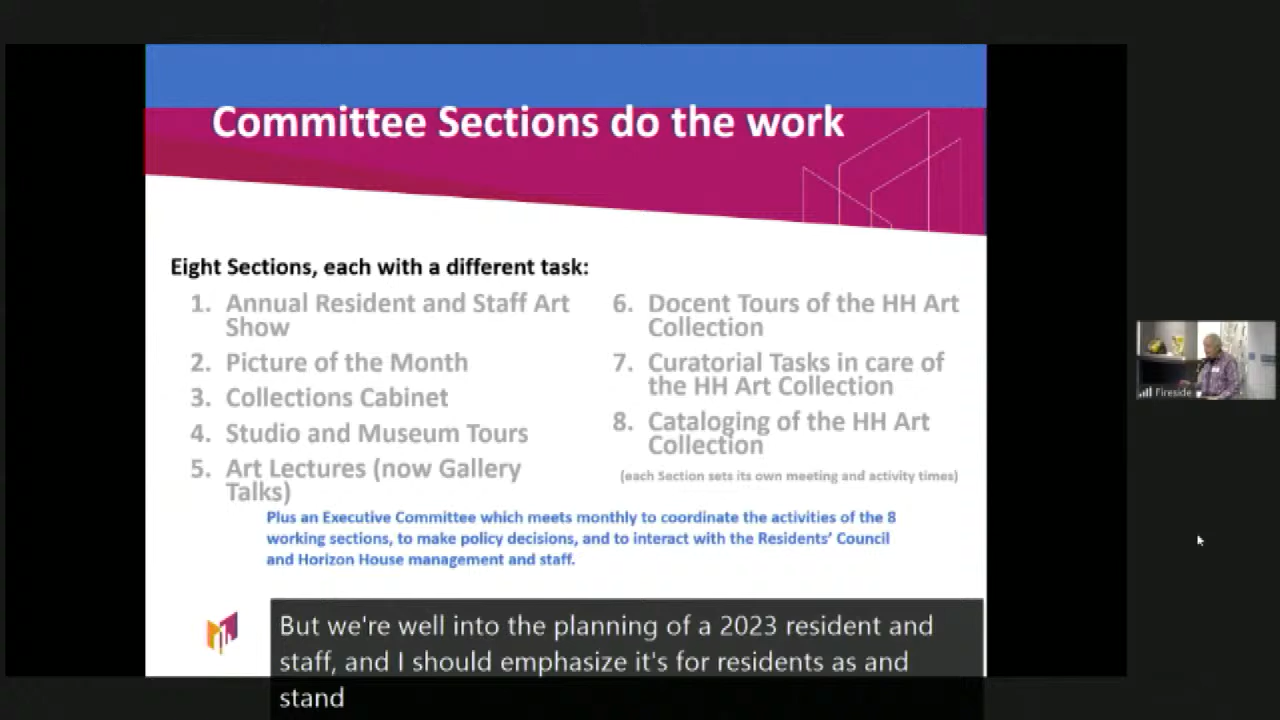 Committee Sections do the work
Eight Sections, each with a different task:
1. Annual Resident and Staff Art
Show
2. Picture of the Month
3. Collections Cabinet
4. Studio and Museum Tours
5. Art Lectures (now Gallery
Talks)
6. Docent Tours of the HH Art
Collection
7. Curatorial Tasks in care of
the HH Art Collection
8. Cataloging of the HH Art
Collection
(each Section sets its own meeting and activity times)
Plus an Executive Committee which meets monthly to coordinate the activities of the 8
working sections, to make policy decisions, and to interact with the Residents' Council
and Horizon House management and staff.
But we're well into the planning of a 2023 resident and
staff, and I should emphasize it's for residents as and
stand
Fireside